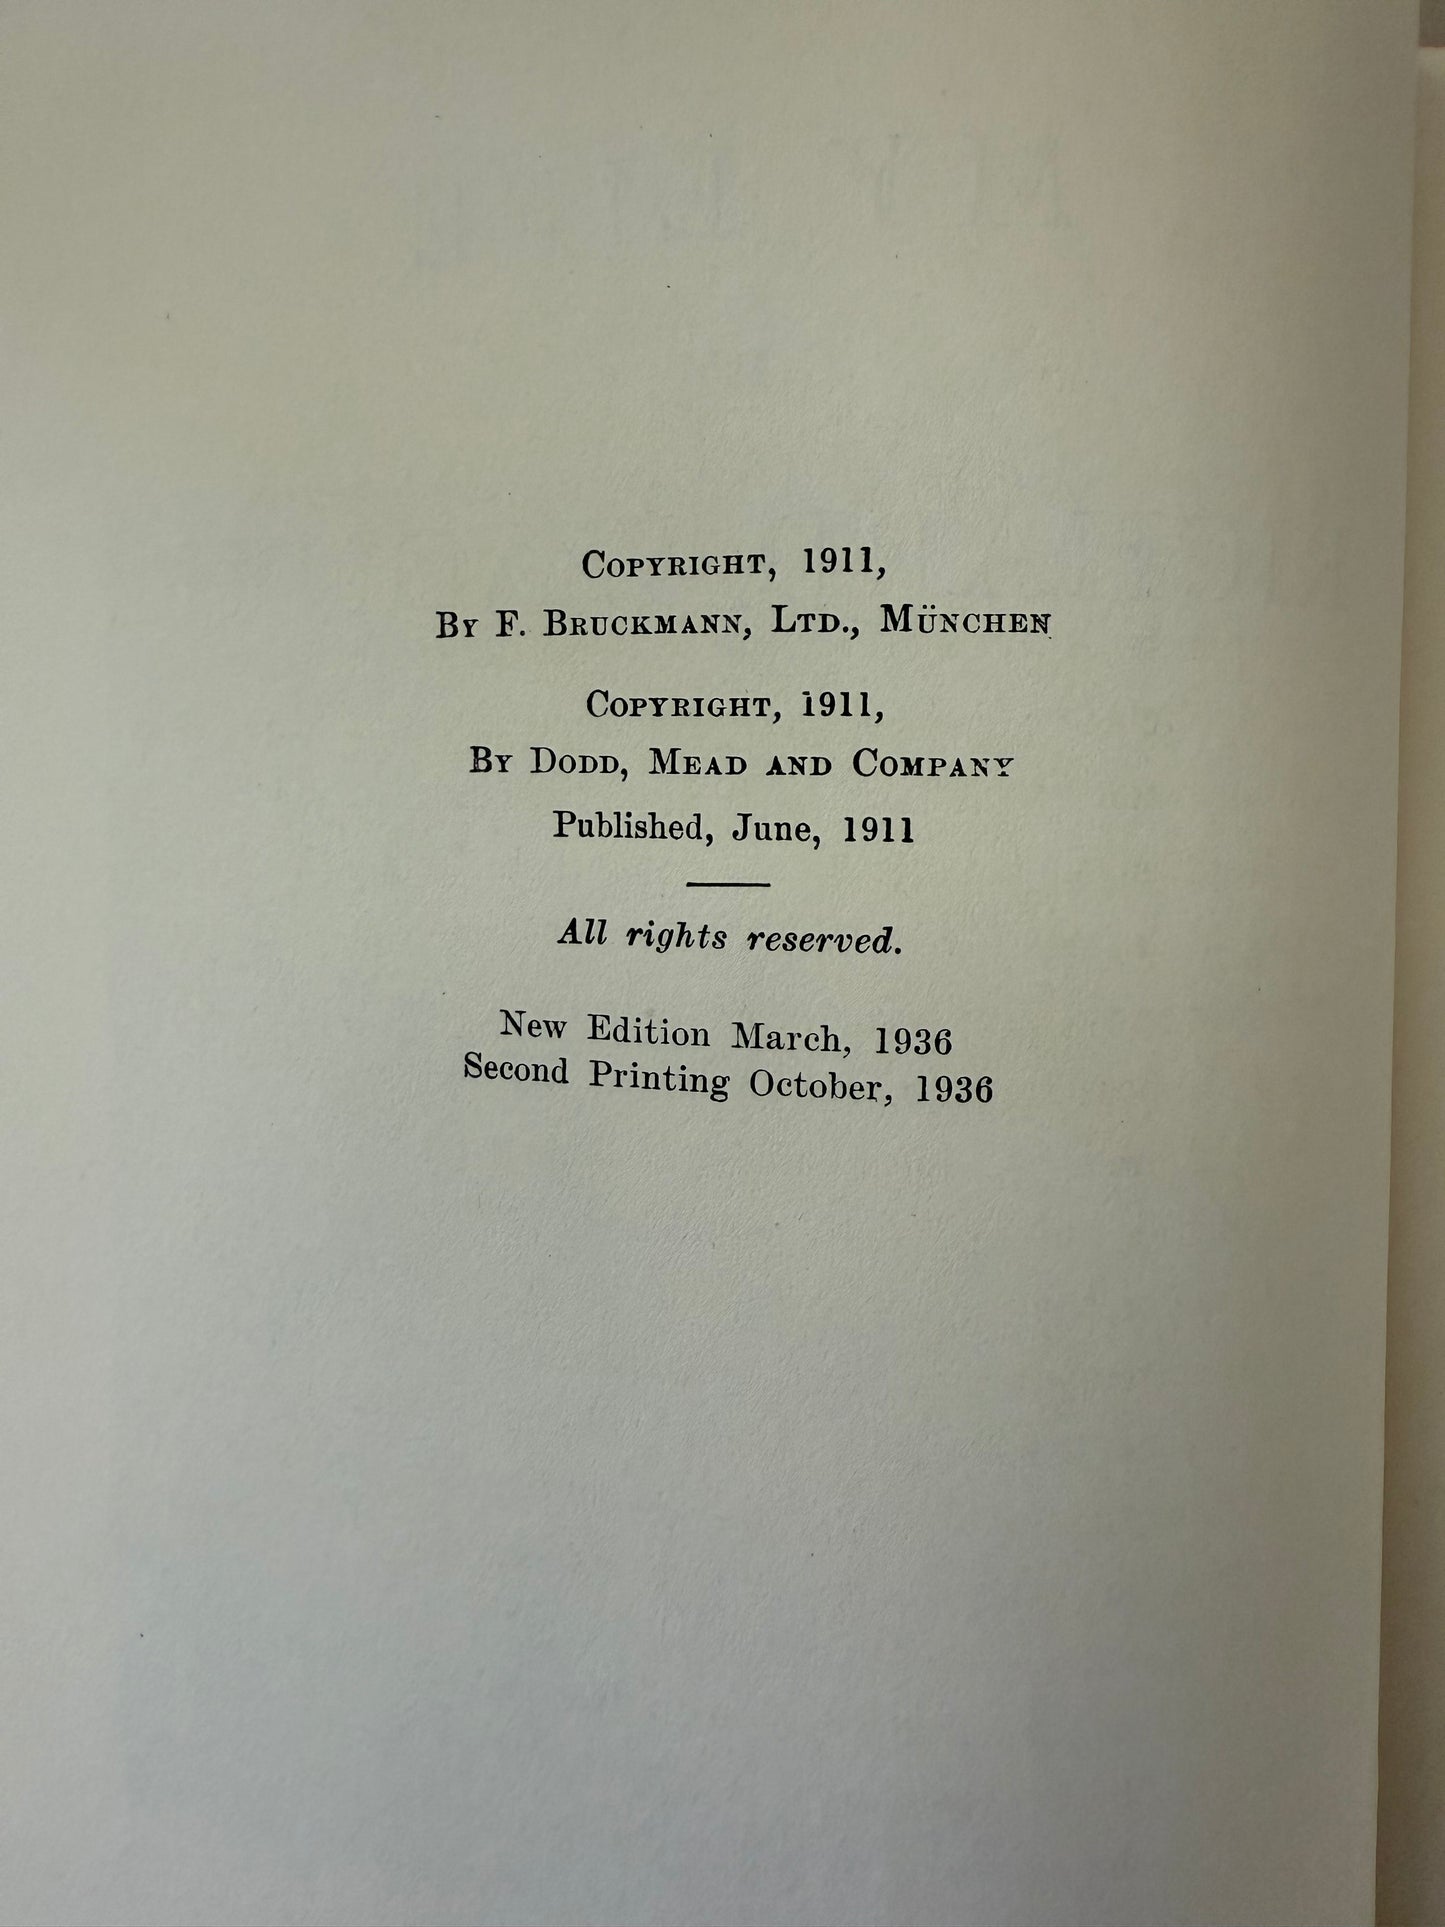 Copyright, 1911,
By F. Bruckmann, Ltd., München
Copyright, 1911,
By Dodd, Mead and Company
Published, June, 1911
All rights reserved.
New Edition March, 1936
Second Printing October, 1936